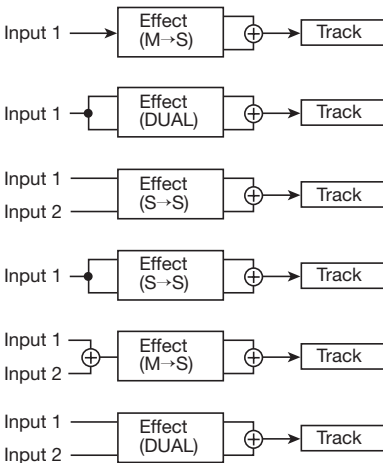 Input 1 Effect (M→S) Track
Input 1 Effect (DUAL) Track
Input 1 Effect (S→S) Track
Input 2
Input 1 Effect (S→S) Track
Input 1 Effect (M→S) Track
Input 2
Input 1 Effect (DUAL) Track
Input 2